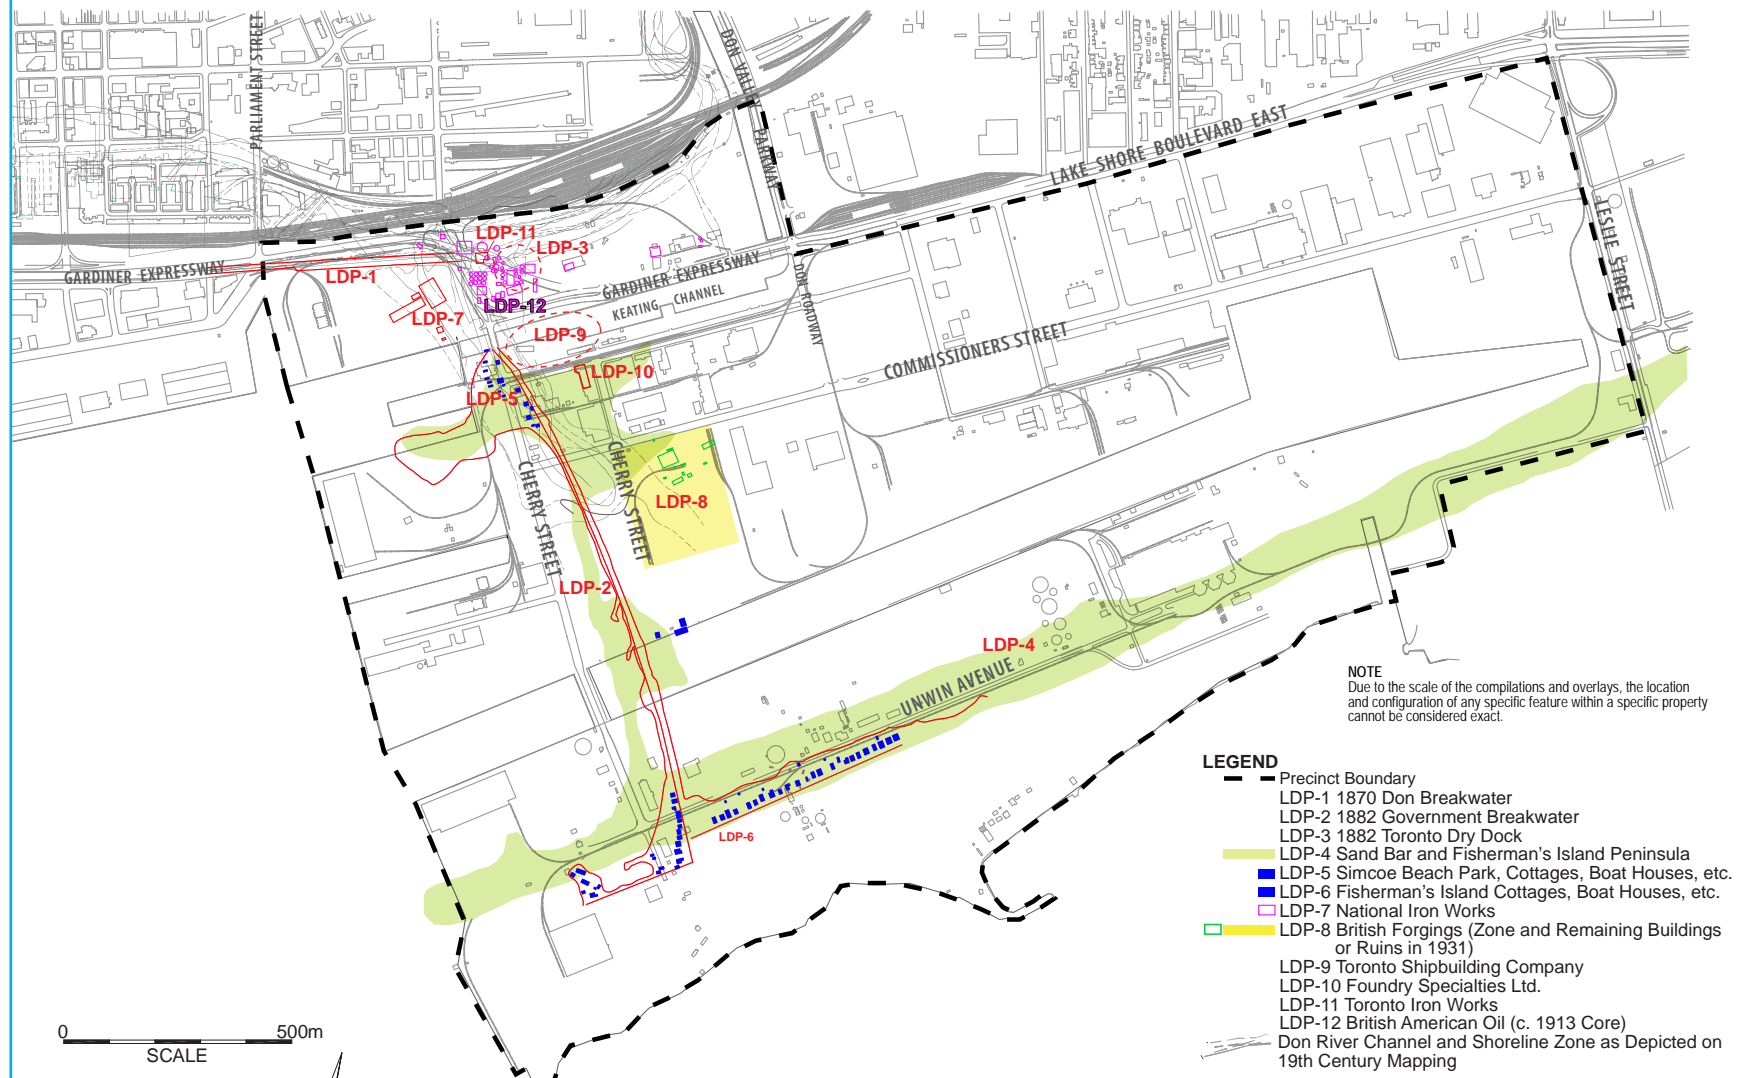 PARLIAMENT STREET
DON VALLEY PARKWAY
LAKE SHORE BOULEVARD EAST
LESLIE STREET
GARDINER EXPRESSWAY
LDP-1
LDP-11
LDP-3
LDP-12
LDP-7
GARDINER EXPRESSWAY
KEATING CHANNEL
DON ROADWAY
LDP-9
LDP-10
LDP-5
COMMISSIONERS STREET
CHERRY STREET
CHERRY STREET
LDP-8
LDP-2
LDP-4
UNWIN AVENUE
LDP-6
NOTE
Due to the scale of the compilations and overlays, the location
and configuration of any specific feature within a specific property
cannot be considered exact.
LEGEND
Precinct Boundary
LDP-1 1870 Don Breakwater
LDP-2 1882 Government Breakwater
LDP-3 1882 Toronto Dry Dock
LDP-4 Sand Bar and Fisherman's Island Peninsula
LDP-5 Simcoe Beach Park, Cottages, Boat Houses, etc.
LDP-6 Fisherman's Island Cottages, Boat Houses, etc.
LDP-7 National Iron Works
LDP-8 British Forgings (Zone and Remaining Buildings
or Ruins in 1931)
LDP-9 Toronto Shipbuilding Company
LDP-10 Foundry Specialties Ltd.
LDP-11 Toronto Iron Works
LDP-12 British American Oil (c. 1913 Core)
Don River Channel and Shoreline Zone as Depicted on
19th Century Mapping
0 500m
SCALE